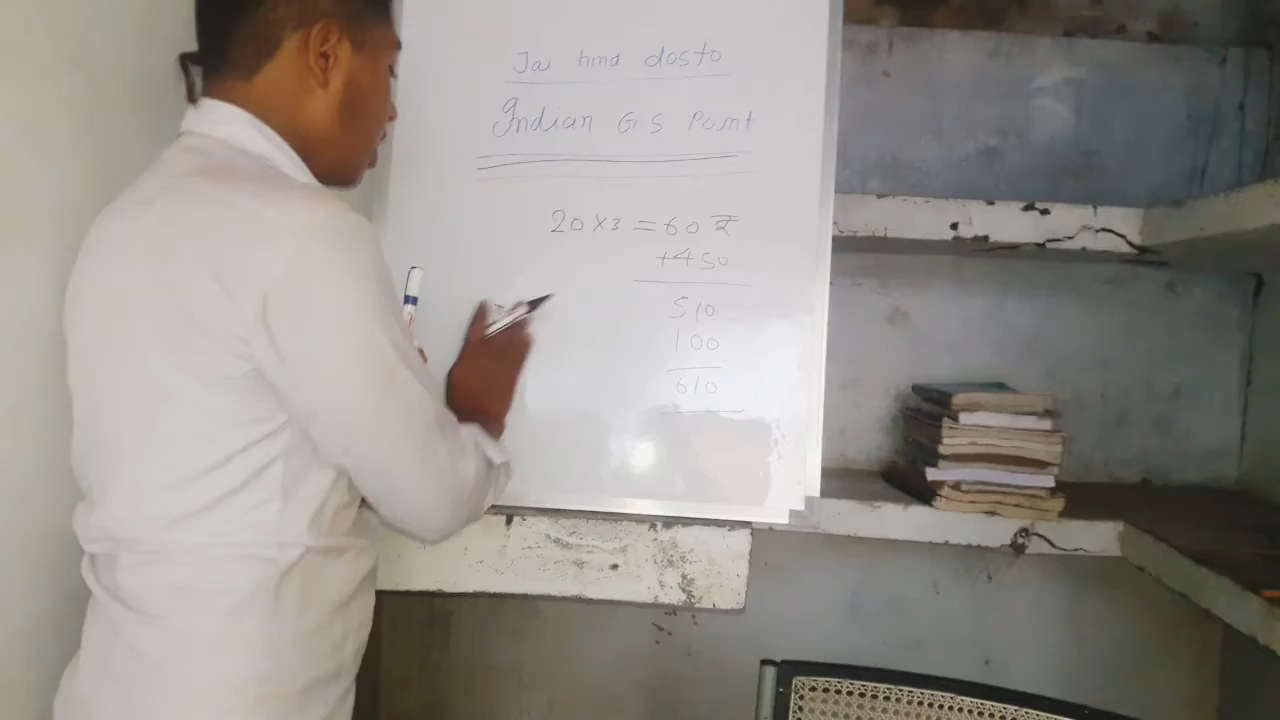 Jai hind dosto
Indian GS Point
20 × 3 = 60 ₹
+450
510
100
610